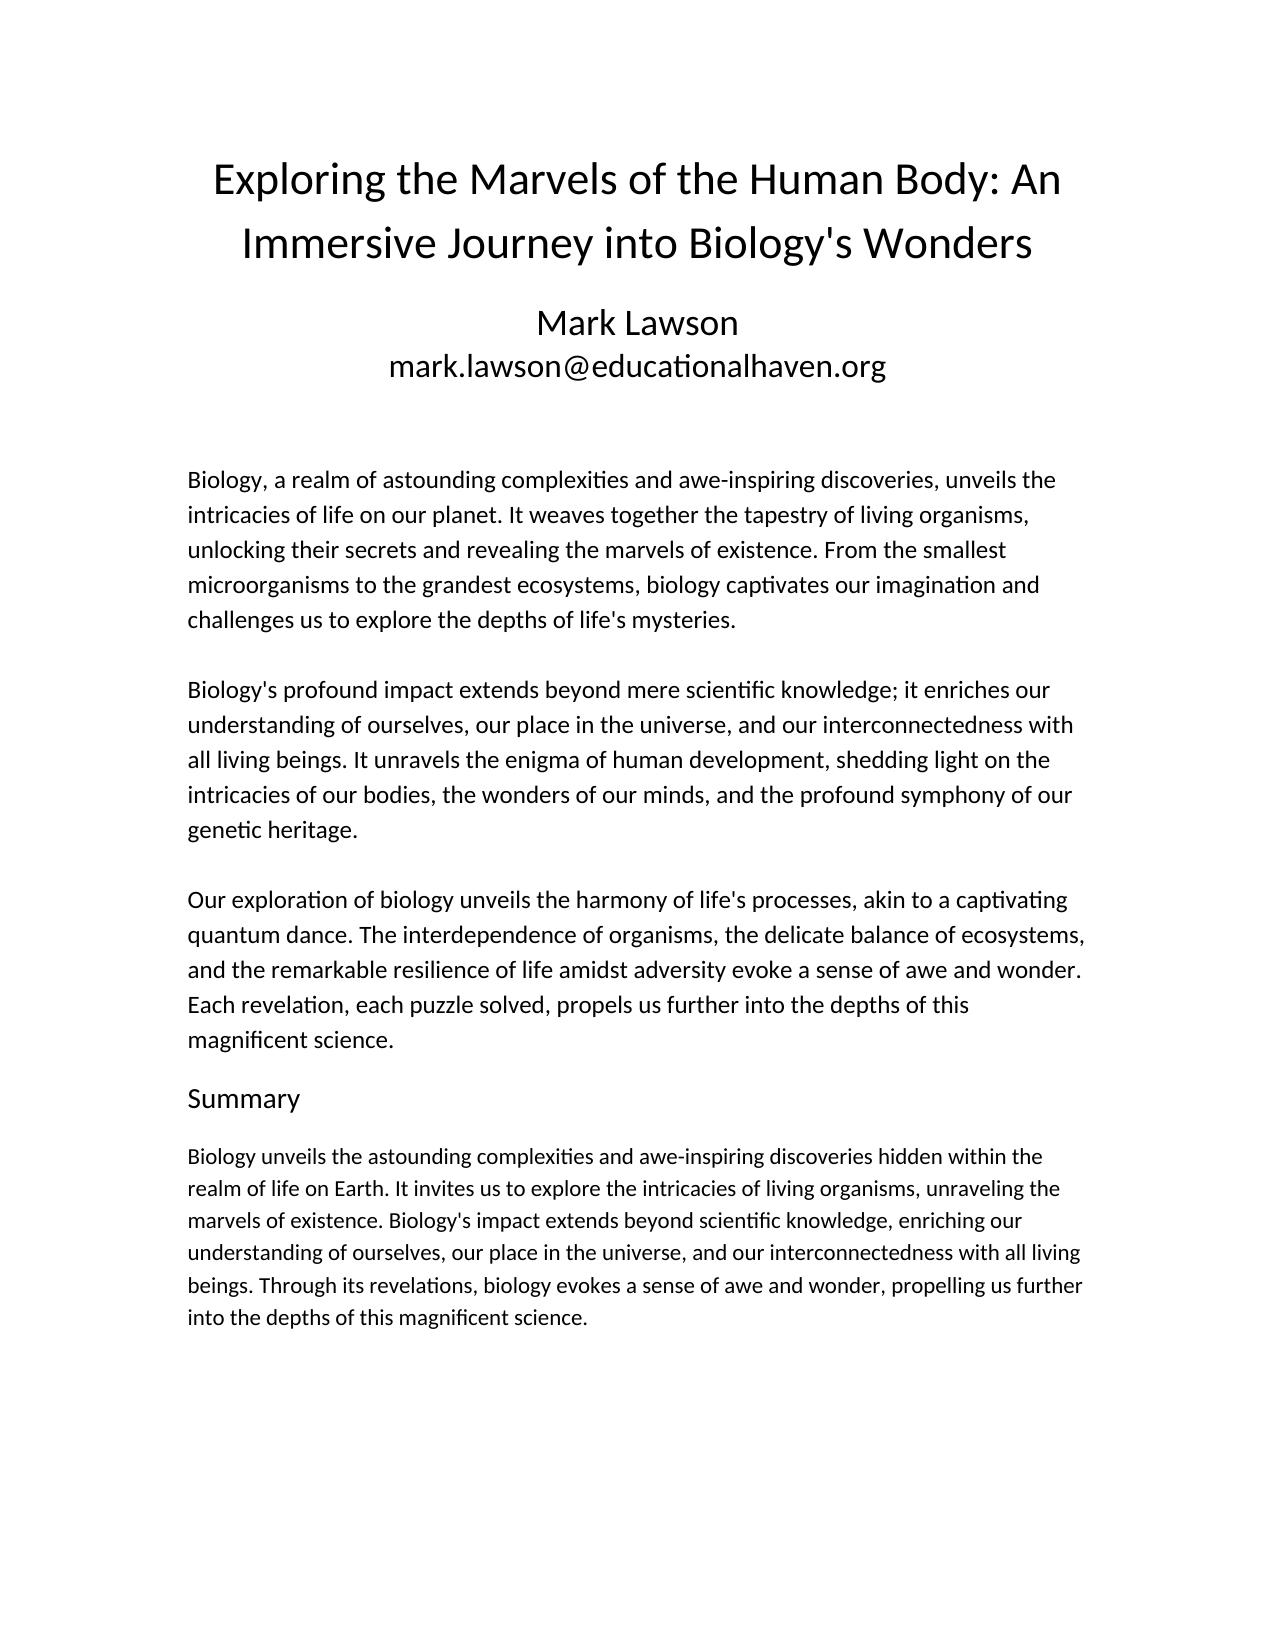 Exploring the Marvels of the Human Body: An
Immersive Journey into Biology's Wonders
Mark Lawson
mark.lawson@educationalhaven.org
Biology, a realm of astounding complexities and awe-inspiring discoveries, unveils the
intricacies of life on our planet. It weaves together the tapestry of living organisms,
unlocking their secrets and revealing the marvels of existence. From the smallest
microorganisms to the grandest ecosystems, biology captivates our imagination and
challenges us to explore the depths of life's mysteries.
Biology's profound impact extends beyond mere scientific knowledge; it enriches our
understanding of ourselves, our place in the universe, and our interconnectedness with
all living beings. It unravels the enigma of human development, shedding light on the
intricacies of our bodies, the wonders of our minds, and the profound symphony of our
genetic heritage.
Our exploration of biology unveils the harmony of life's processes, akin to a captivating
quantum dance. The interdependence of organisms, the delicate balance of ecosystems,
and the remarkable resilience of life amidst adversity evoke a sense of awe and wonder.
Each revelation, each puzzle solved, propels us further into the depths of this
magnificent science.
Summary
Biology unveils the astounding complexities and awe-inspiring discoveries hidden within the
realm of life on Earth. It invites us to explore the intricacies of living organisms, unraveling the
marvels of existence. Biology's impact extends beyond scientific knowledge, enriching our
understanding of ourselves, our place in the universe, and our interconnectedness with all living
beings. Through its revelations, biology evokes a sense of awe and wonder, propelling us further
into the depths of this magnificent science.